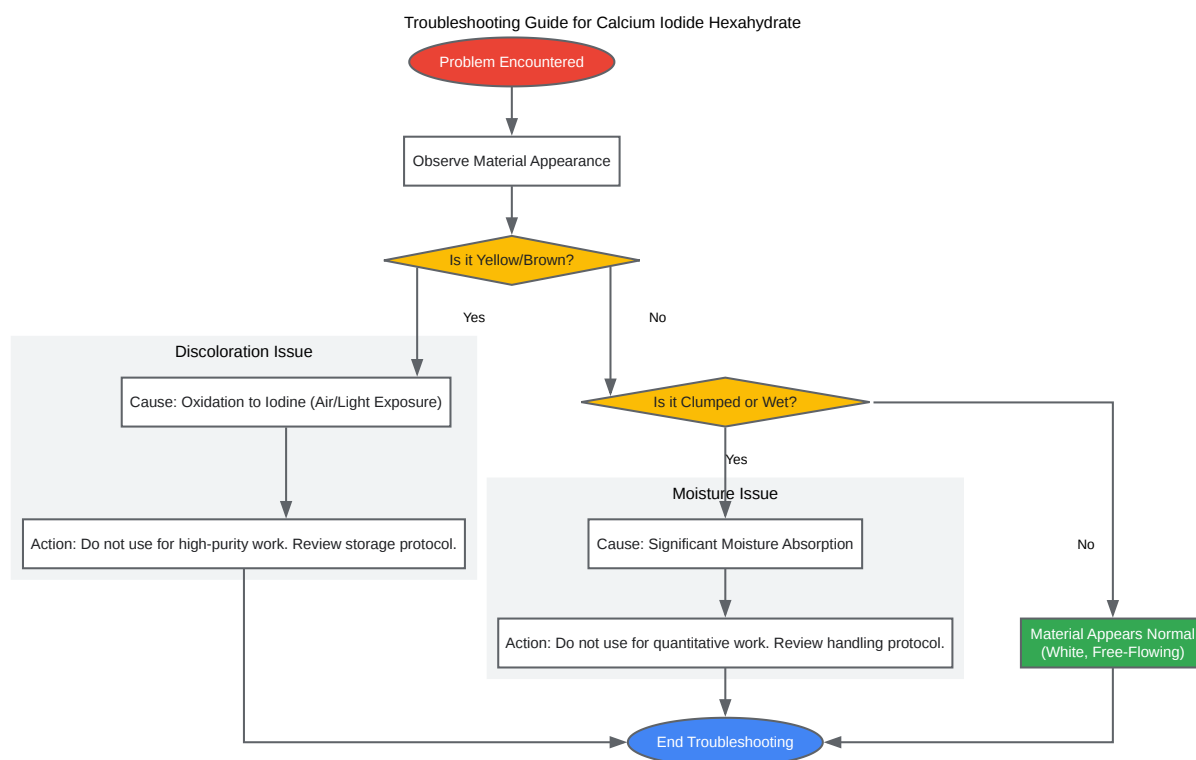 Troubleshooting Guide for Calcium Iodide Hexahydrate
Problem Encountered
Observe Material Appearance
Is it Yellow/Brown?
Yes
No
Discoloration Issue
Cause: Oxidation to Iodine (Air/Light Exposure)
Is it Clumped or Wet?
Yes
Moisture Issue
Action: Do not use for high-purity work. Review storage protocol.
Cause: Significant Moisture Absorption
No
Action: Do not use for quantitative work. Review handling protocol.
Material Appears Normal
(White, Free-Flowing)
End Troubleshooting